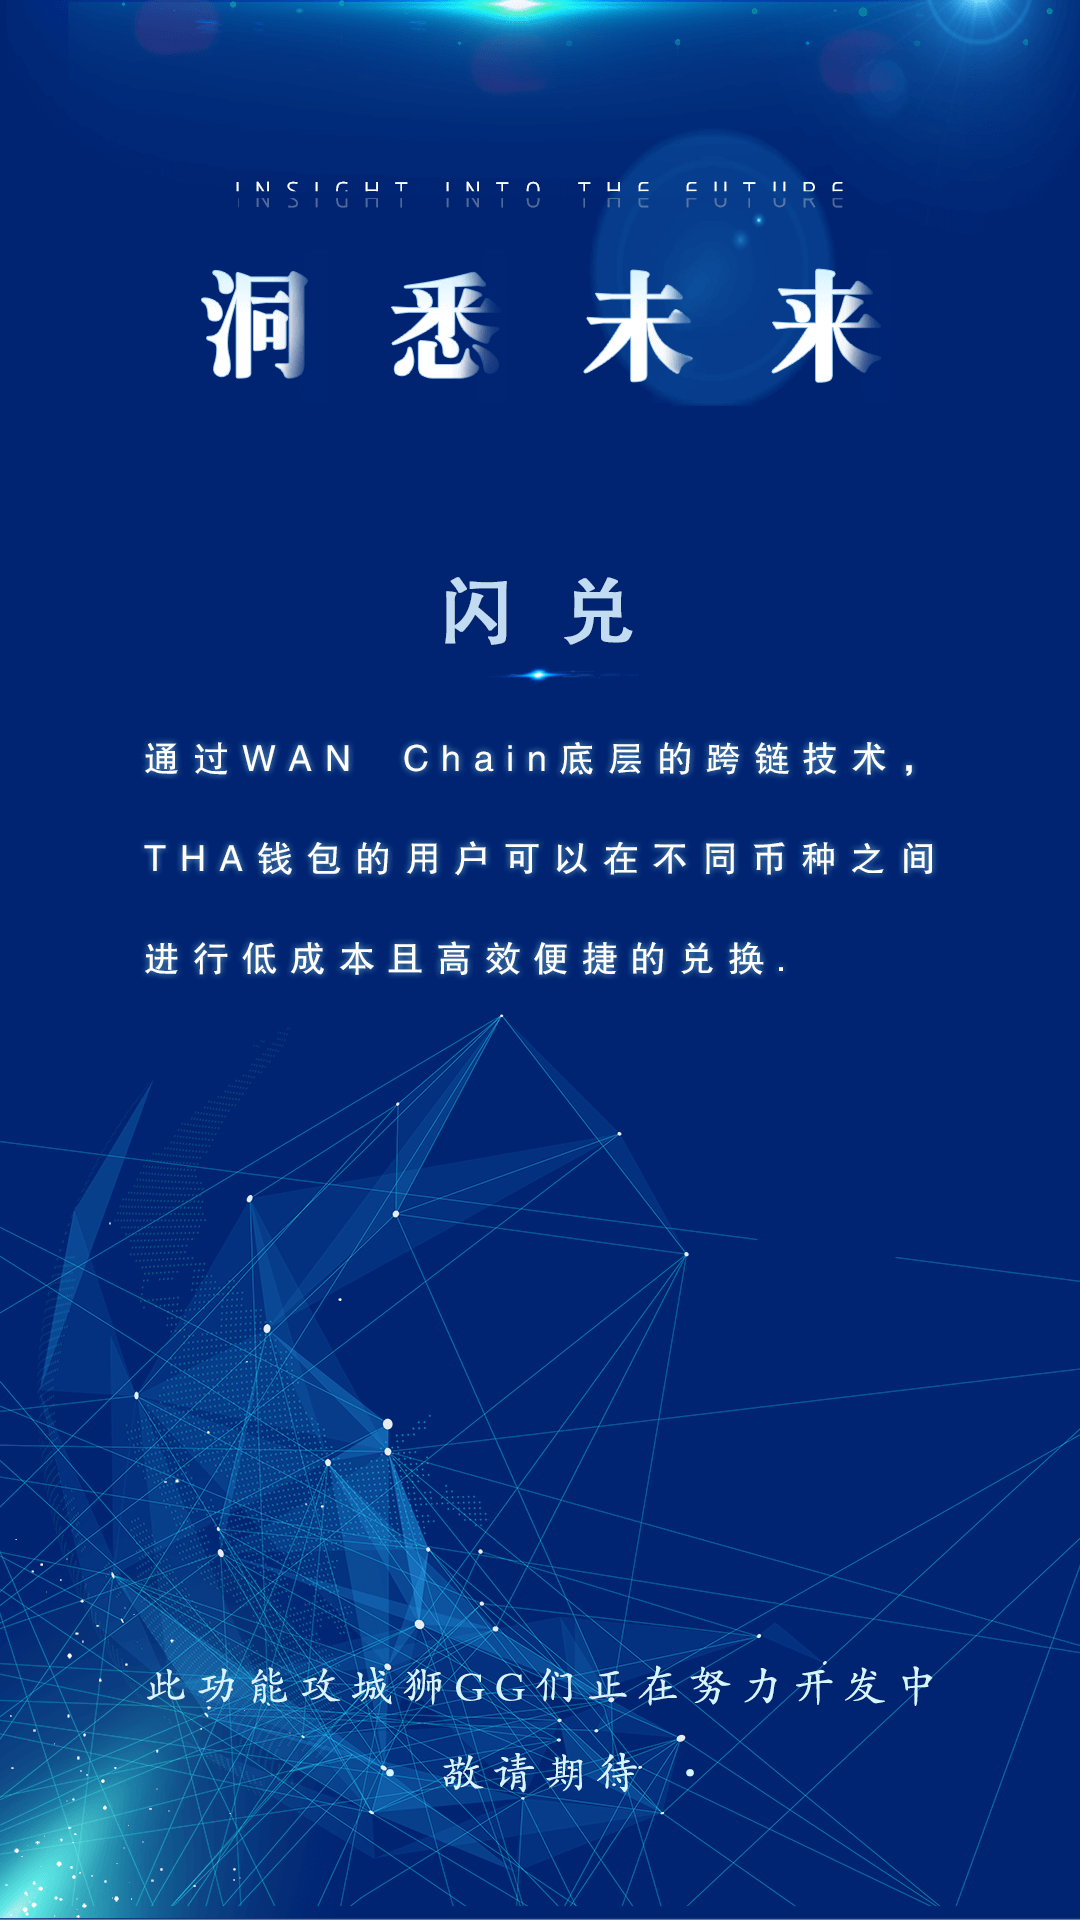 INSIGHT INTO THE FUTURE
洞悉未来
闪兑
通过WAN Chain底层的跨链技术，
THA钱包的用户可以在不同币种之间
进行低成本且高效便捷的兑换.
此功能攻城狮GG们正在努力开发中
• 敬请期待 •